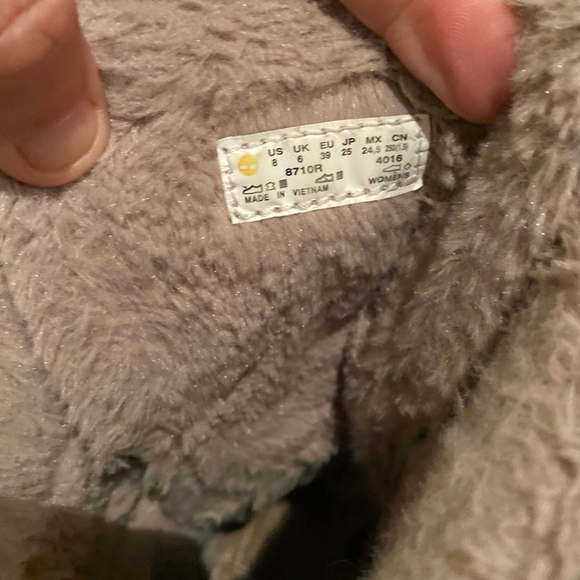 US UK EU JP MX CN
8 6 39 25 24.5 250(1.5)
8710R 4016
WOMENS
MADE IN VIETNAM